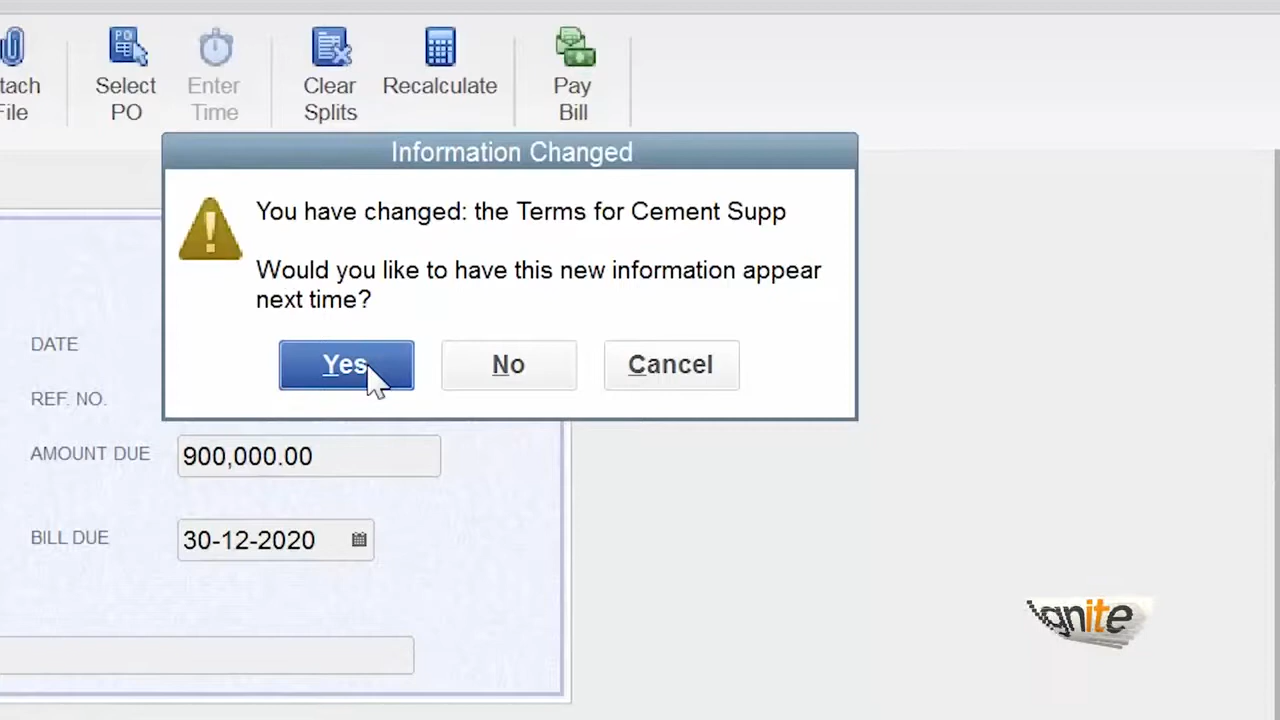 tach
File
Select
PO
Enter
Time
Clear
Splits
Recalculate
Pay
Bill
Information Changed
You have changed: the Terms for Cement Supp
Would you like to have this new information appear
next time?
Yes
No
Cancel
DATE
REF. NO.
AMOUNT DUE
900,000.00
BILL DUE
30-12-2020
ignite